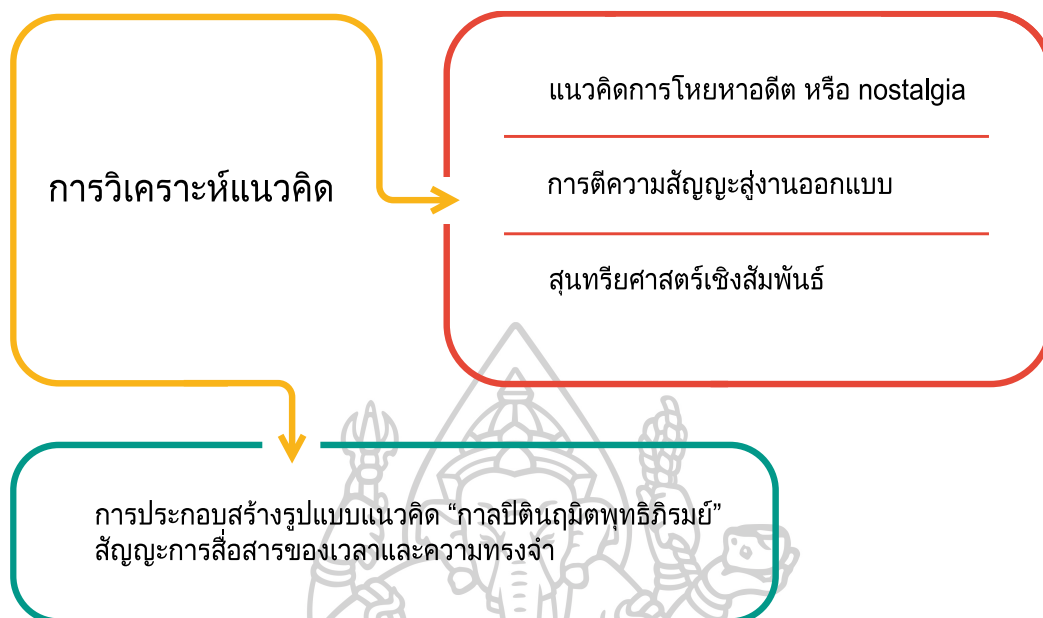 การวิเคราะห์แนวคิด
แนวคิดการโหยหาอดีต หรือ nostalgia
การตีความสัญญะสู่งานออกแบบ
สุนทรียศาสตร์เชิงสัมพันธ์
การประกอบสร้างรูปแบบแนวคิด “กาลปิตินฤมิตพุทธิภิรมย์”
สัญญะการสื่อสารของเวลาและความทรงจำ